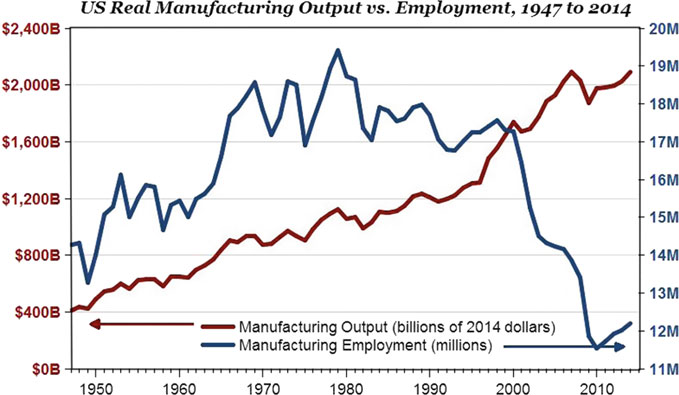 US Real Manufacturing Output vs. Employment, 1947 to 2014
$2,400B
$2,000B
$1,600B
$1,200B
$800B
$400B
$0B
20M
19M
18M
17M
16M
15M
14M
13M
12M
11M
Manufacturing Output (billions of 2014 dollars)
Manufacturing Employment (millions)
1950 1960 1970 1980 1990 2000 2010